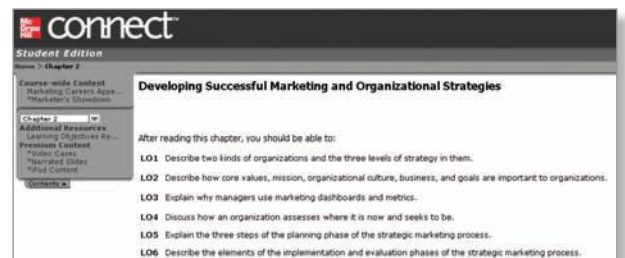 Mc
Graw
Hill
connect
Student Edition
Home > Chapter 2
Course-wide Content
Marketing Careers Appe...
*Marketer's Showdown
Chapter 2
Additional Resources
Learning Objectives Re...
Premium Content
*Video Cases
*Narrated Slides
*iPod Content
Contents
Developing Successful Marketing and Organizational Strategies
After reading this chapter, you should be able to:
LO1 Describe two kinds of organizations and the three levels of strategy in them.
LO2 Describe how core values, mission, organizational culture, business, and goals are important to organizations.
LO3 Explain why managers use marketing dashboards and metrics.
LO4 Discuss how an organization assesses where it is now and seeks to be.
LO5 Explain the three steps of the planning phase of the strategic marketing process.
LO6 Describe the elements of the implementation and evaluation phases of the strategic marketing process.